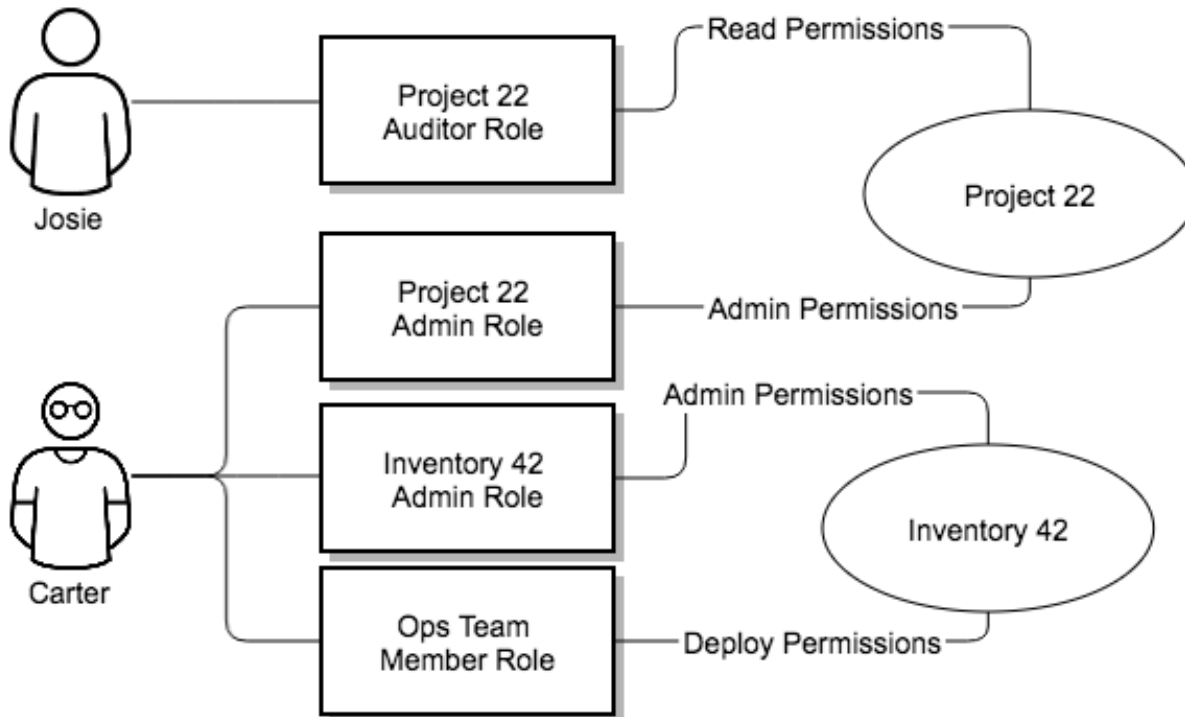 Read Permissions
Project 22
Auditor Role
Project 22
Josie
Project 22
Admin Role
Admin Permissions
Admin Permissions
Inventory 42
Admin Role
Inventory 42
Carter
Ops Team
Member Role
Deploy Permissions